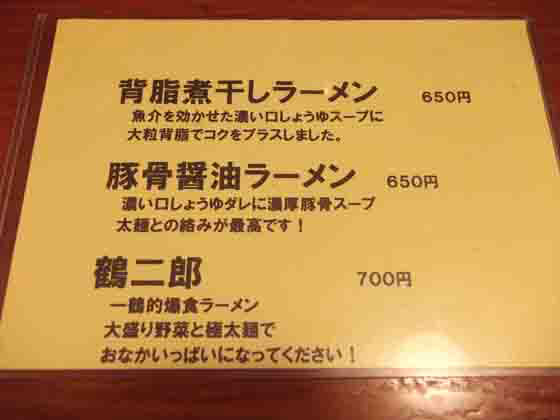 背脂煮干しラーメン 650円
魚介を効かせた濃い口しょうゆスープに
大粒背脂でコクをプラスしました。
豚骨醤油ラーメン 650円
濃い口しょうゆダレに濃厚豚骨スープ
太麺との絡みが最高です！
鶴二郎 700円
一鶴的爆食ラーメン
大盛り野菜と極太麺で
おなかいっぱいになってください！